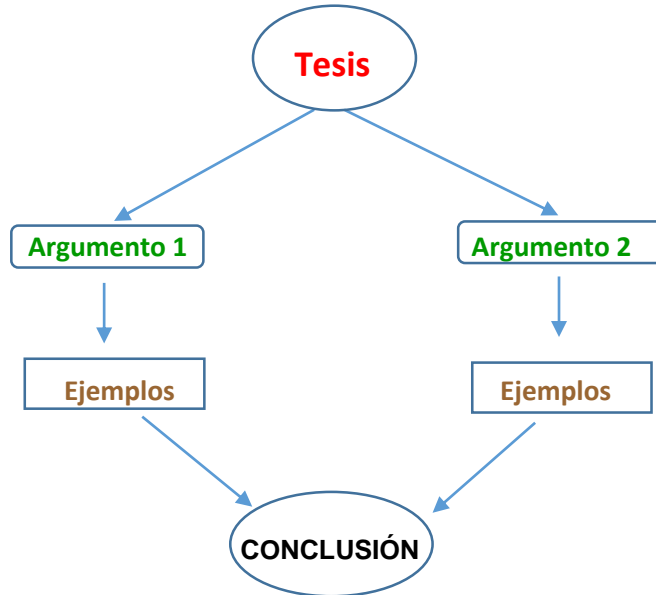 Tesis
Argumento 1
Argumento 2
Ejemplos
Ejemplos
CONCLUSIÓN